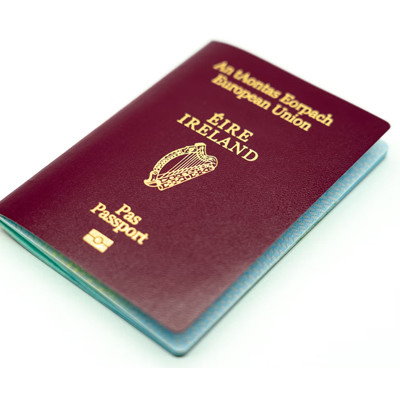 An tAontas Eorpach
European Union
ÉIRE
IRELAND
Pas
Passport